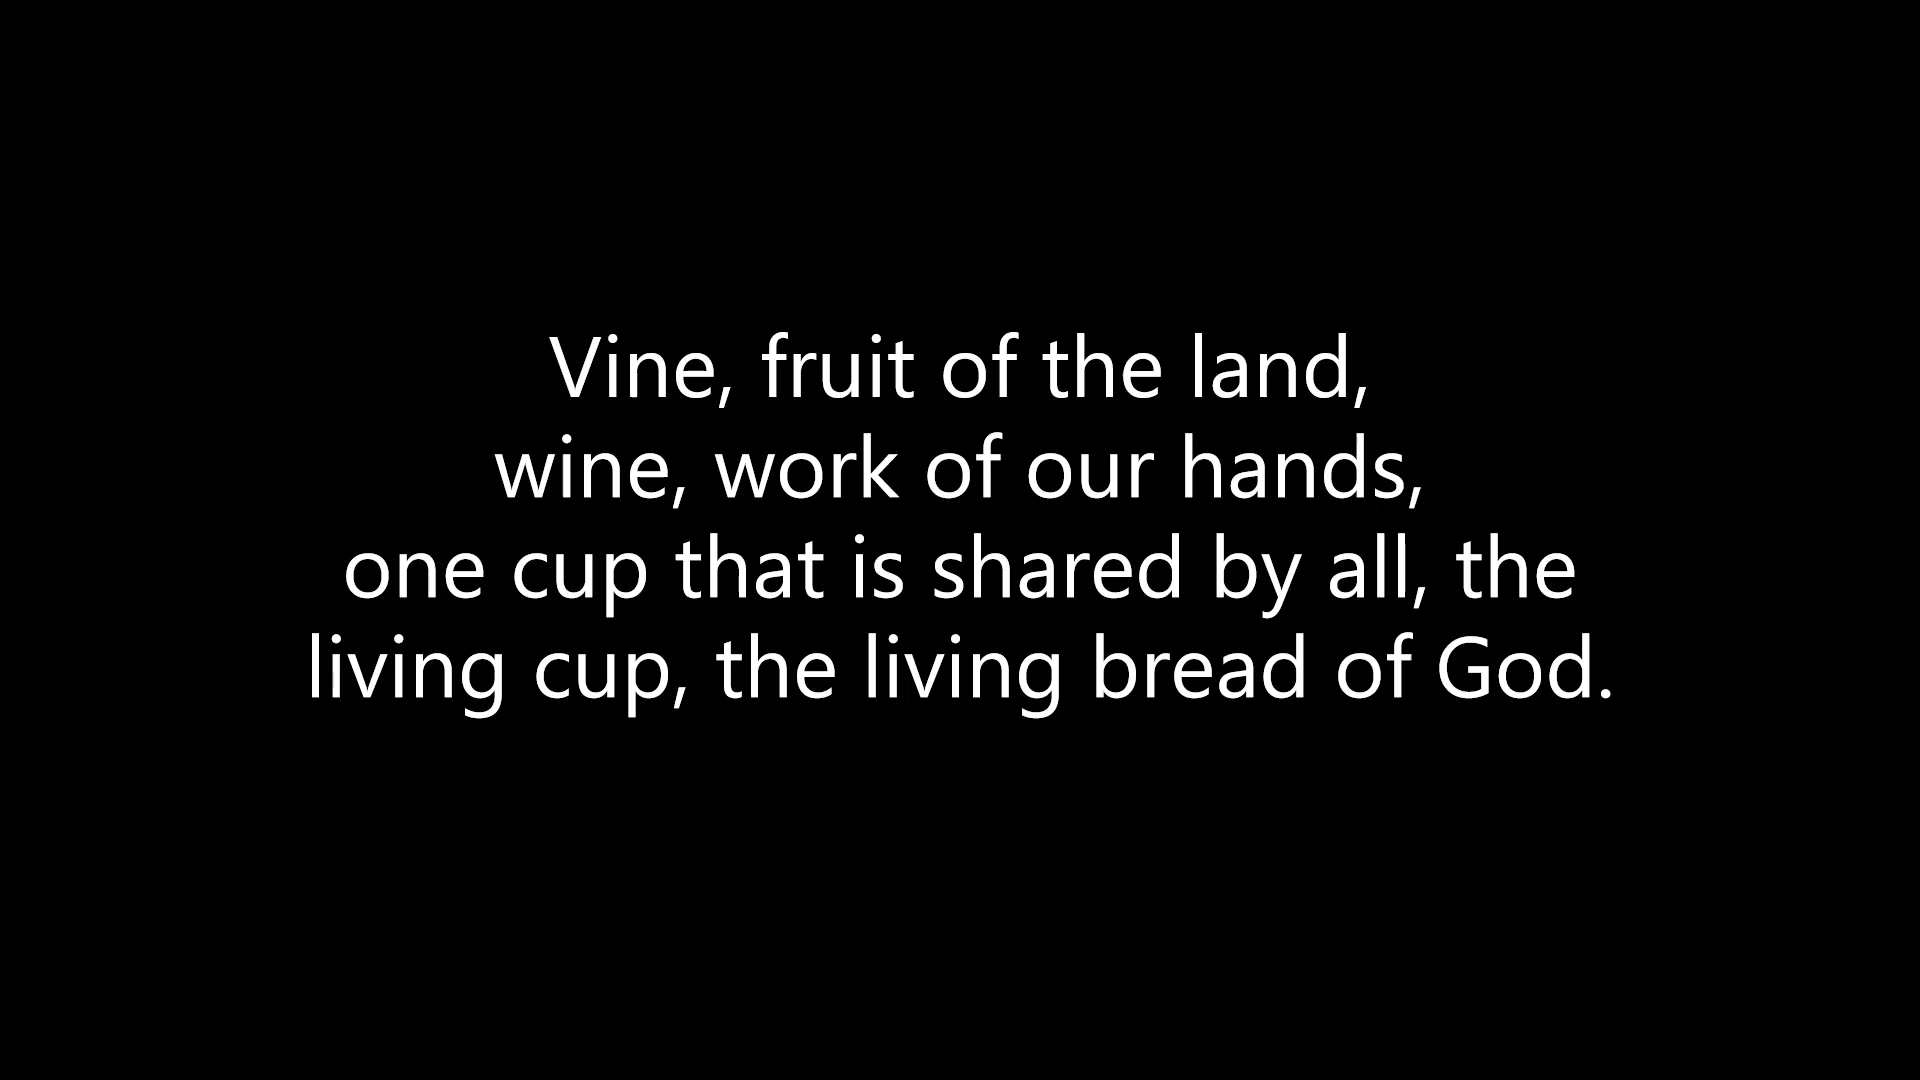 Vine, fruit of the land,
wine, work of our hands,
one cup that is shared by all, the
living cup, the living bread of God.